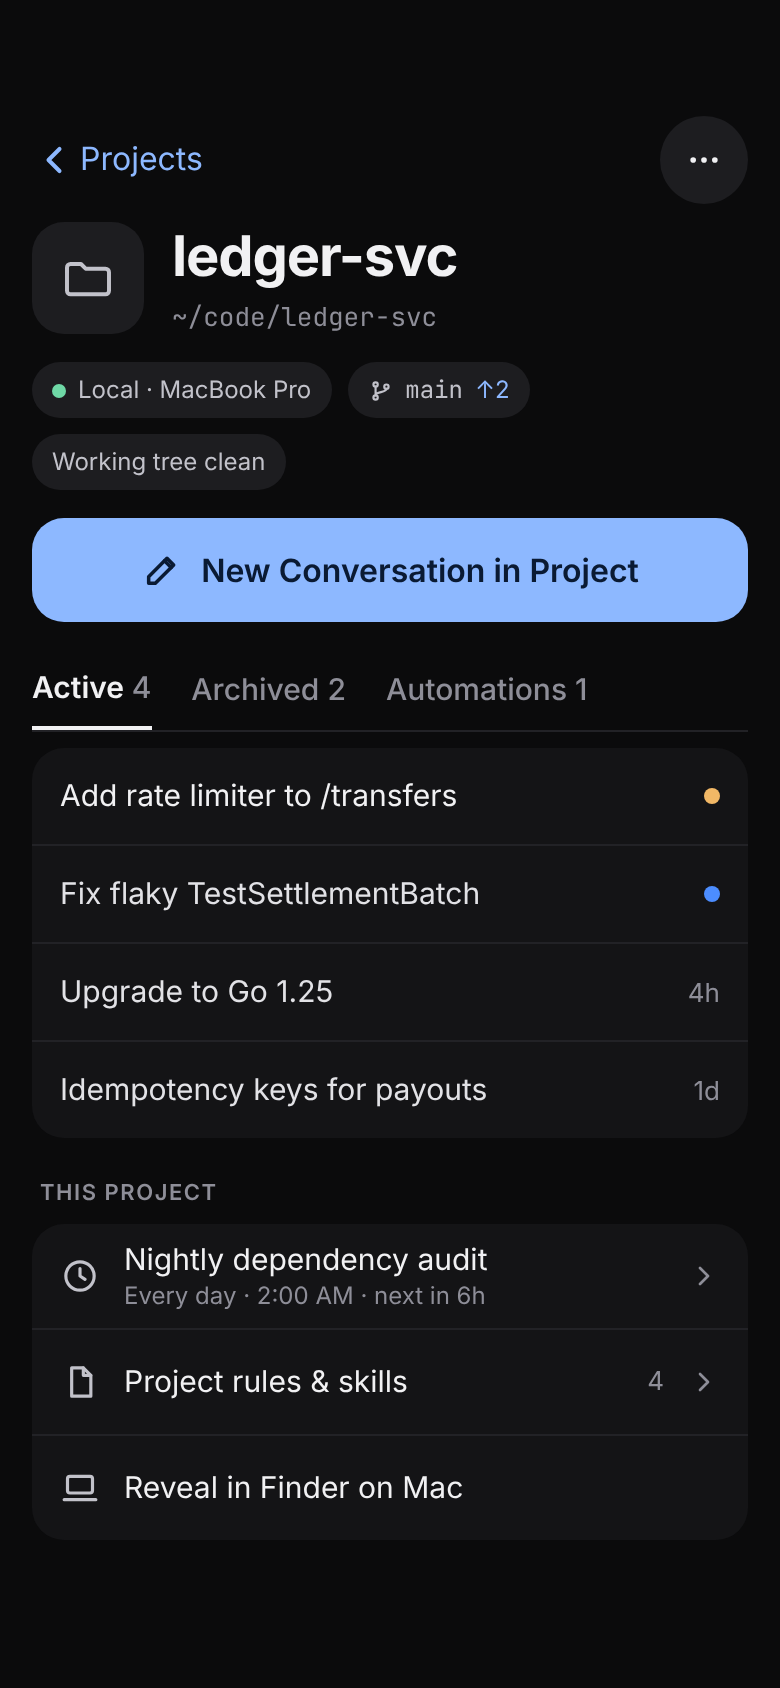 Projects
ledger-svc
~/code/ledger-svc
Local · MacBook Pro
main ↑2
Working tree clean
New Conversation in Project
Active 4 Archived 2 Automations 1
Add rate limiter to /transfers
Fix flaky TestSettlementBatch
Upgrade to Go 1.25 4h
Idempotency keys for payouts 1d
THIS PROJECT
Nightly dependency audit
Every day · 2:00 AM · next in 6h
Project rules & skills 4
Reveal in Finder on Mac